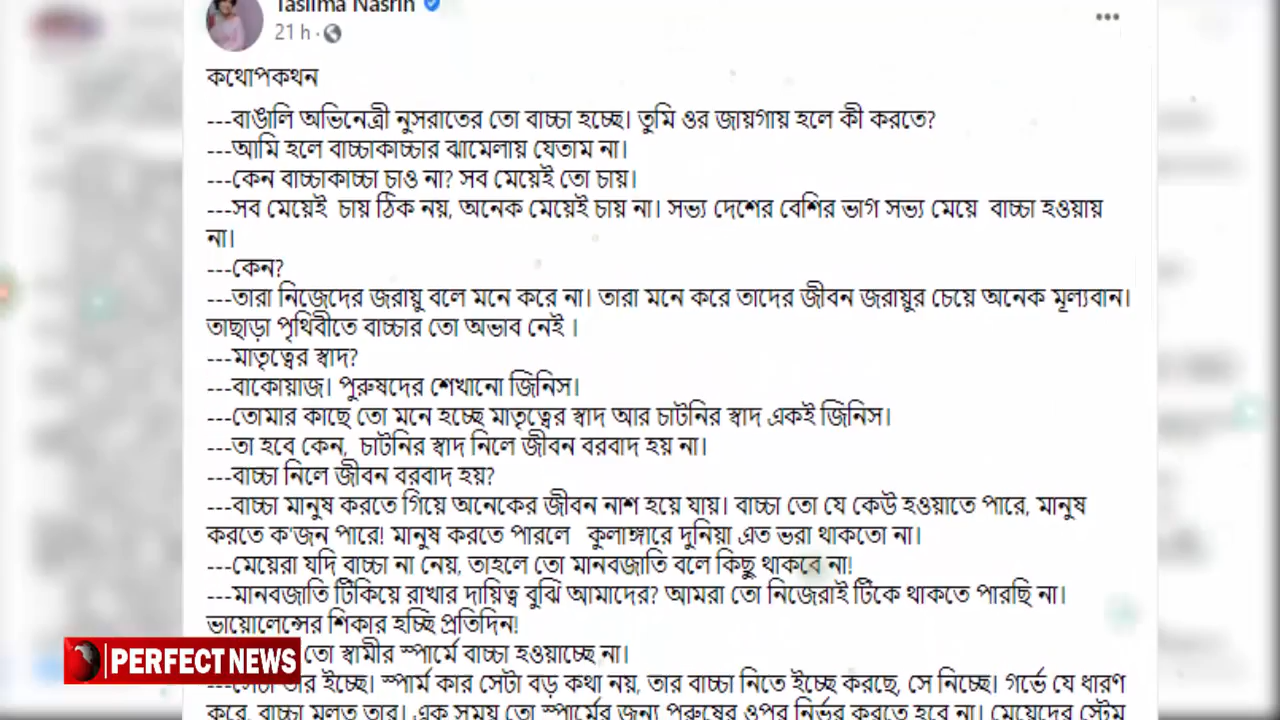 Taslima Nasrin
21 h ·
কথোপকথন
---বাঙালি অভিনেত্রী নুসরাতের তো বাচ্চা হচ্ছে। তুমি ওর জায়গায় হলে কী করতে?
---আমি হলে বাচ্চাকাচ্চার ঝামেলায় যেতাম না।
---কেন বাচ্চাকাচ্চা চাও না? সব মেয়েই তো চায়।
---সব মেয়েই চায় ঠিক নয়, অনেক মেয়েই চায় না। সভ্য দেশের বেশির ভাগ সভ্য মেয়ে বাচ্চা হওয়ায়
না।
---কেন?
---তারা নিজেদের জরায়ু বলে মনে করে না। তারা মনে করে তাদের জীবন জরায়ুর চেয়ে অনেক মূল্যবান।
তাছাড়া পৃথিবীতে বাচ্চার তো অভাব নেই ।
---মাতৃত্বের স্বাদ?
---বাকোয়াজ। পুরুষদের শেখানো জিনিস।
---তোমার কাছে তো মনে হচ্ছে মাতৃত্বের স্বাদ আর চাটনির স্বাদ একই জিনিস।
---তা হবে কেন, চাটনির স্বাদ নিলে জীবন বরবাদ হয় না।
---বাচ্চা নিলে জীবন বরবাদ হয়?
---বাচ্চা মানুষ করতে গিয়ে অনেকের জীবন নাশ হয়ে যায়। বাচ্চা তো যে কেউ হওয়াতে পারে, মানুষ
করতে ক'জন পারে! মানুষ করতে পারলে কুলাঙ্গারে দুনিয়া এত ভরা থাকতো না।
---মেয়েরা যদি বাচ্চা না নেয়, তাহলে তো মানবজাতি বলে কিছু থাকবে না!
---মানবজাতি টিকিয়ে রাখার দায়িত্ব বুঝি আমাদের? আমরা তো নিজেরাই টিকে থাকতে পারছি না।
ভায়োলেন্সের শিকার হচ্ছি প্রতিদিন!
তো স্বামীর স্পার্মে বাচ্চা হওয়াচ্ছে না।
---সেটা তার ইচ্ছে। স্পার্ম কার সেটা বড় কথা নয়, তার বাচ্চা নিতে ইচ্ছে করছে, সে নিচ্ছে। গর্ভে যে ধারণ
করে, বাচ্চা মূলত তার। এক সময় তো স্পার্মের জন্য পুরুষের ওপর নির্ভর করতে হবে না। মেয়েদের স্টেম
PERFECT NEWS